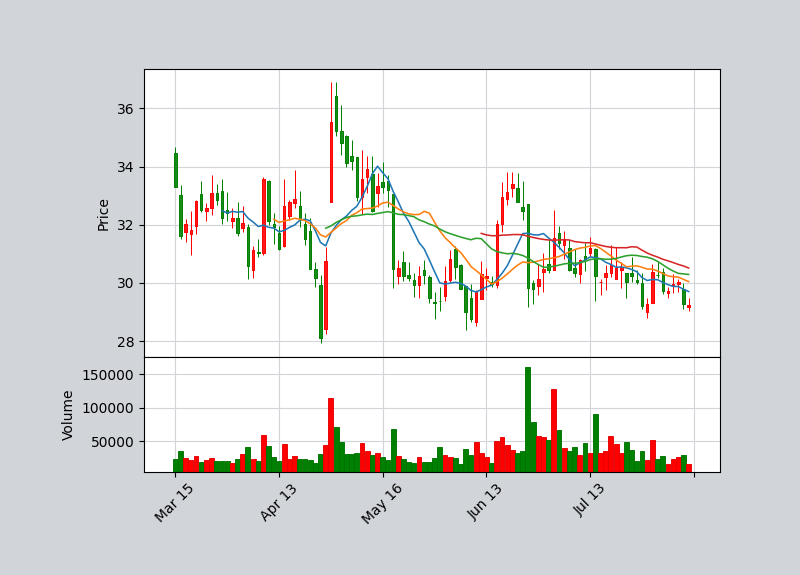 Price
36
34
32
30
28
Volume
150000
100000
50000
Mar 15
Apr 13
May 16
Jun 13
Jul 13